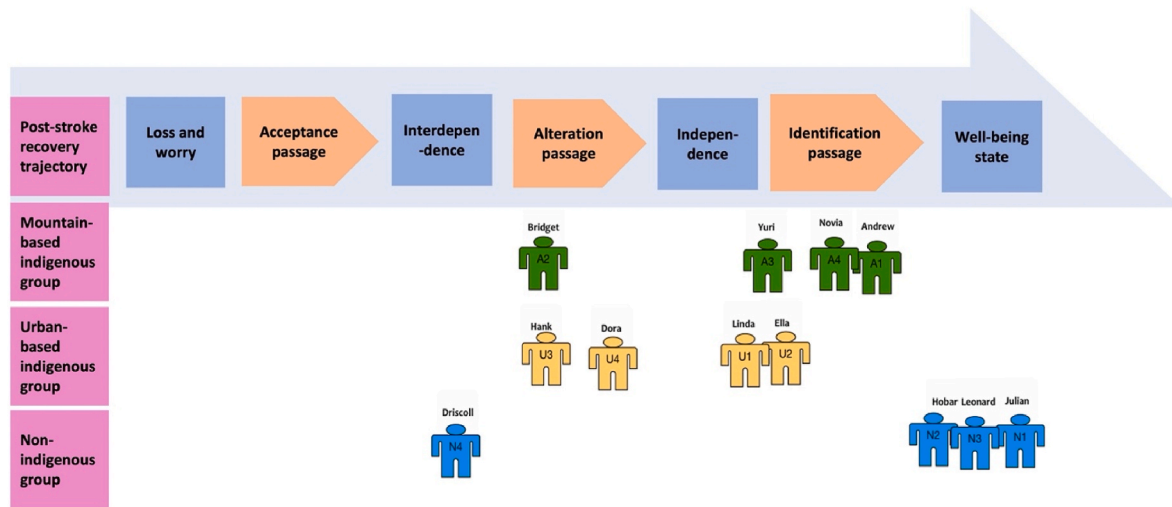 Post-stroke
recovery
trajectory
Loss and
worry
Acceptance
passage
Interdepen
-dence
Alteration
passage
Indepen-
dence
Identification
passage
Well-being
state
Mountain-
based
indigenous
group
Bridget
A2
Yuri
A3
Novia
A4
Andrew
A1
Urban-
based
indigenous
group
Hank
U3
Dora
U4
Linda
U1
Ella
U2
Non-
indigenous
group
Driscoll
N4
Hobar
N2
Leonard
N3
Julian
N1